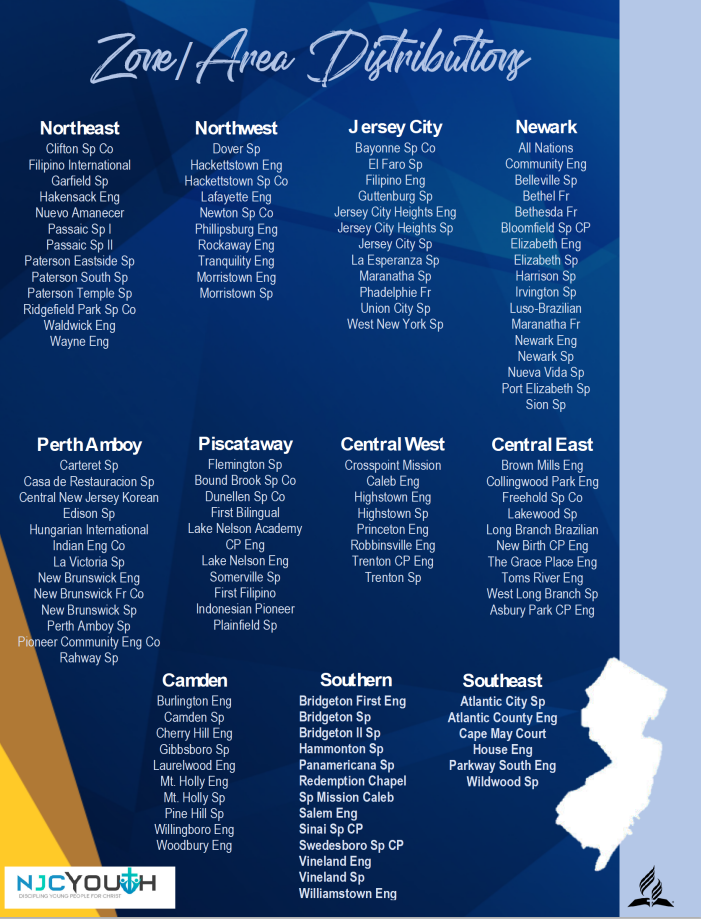 Zone/Area Distributions
Northeast
Clifton Sp Co
Filipino International
Garfield Sp
Hakensack Eng
Nuevo Amanecer
Passaic Sp I
Passaic Sp II
Paterson Eastside Sp
Paterson South Sp
Paterson Temple Sp
Ridgefield Park Sp Co
Waldwick Eng
Wayne Eng
Northwest
Dover Sp
Hackettstown Eng
Hackettstown Sp Co
Lafayette Eng
Newton Sp Co
Phillipsburg Eng
Rockaway Eng
Tranquility Eng
Morristown Eng
Morristown Sp
Jersey City
Bayonne Sp Co
El Faro Sp
Filipino Eng
Guttenburg Sp
Jersey City Heights Eng
Jersey City Heights Sp
Jersey City Sp
La Esperanza Sp
Maranatha Sp
Phadelphie Fr
Union City Sp
West New York Sp
Newark
All Nations
Community Eng
Belleville Sp
Bethel Fr
Bethesda Fr
Bloomfield Sp CP
Elizabeth Eng
Elizabeth Sp
Harrison Sp
Irvington Sp
Luso-Brazilian
Maranatha Fr
Newark Eng
Newark Sp
Nueva Vida Sp
Port Elizabeth Sp
Sion Sp
Perth Amboy
Carteret Sp
Casa de Restauracion Sp
Central New Jersey Korean
Edison Sp
Hungarian International
Indian Eng Co
La Victoria Sp
New Brunswick Eng
New Brunswick Fr Co
New Brunswick Sp
Perth Amboy Sp
Pioneer Community Eng Co
Rahway Sp
Piscataway
Flemington Sp
Bound Brook Sp Co
Dunellen Sp Co
First Bilingual
Lake Nelson Academy
CP Eng
Lake Nelson Eng
Somerville Sp
First Filipino
Indonesian Pioneer
Plainfield Sp
Central West
Crosspoint Mission
Caleb Eng
Highstown Eng
Highstown Sp
Princeton Eng
Robbinsville Eng
Trenton CP Eng
Trenton Sp
Central East
Brown Mills Eng
Collingwood Park Eng
Freehold Sp Co
Lakewood Sp
Long Branch Brazilian
New Birth CP Eng
The Grace Place Eng
Toms River Eng
West Long Branch Sp
Asbury Park CP Eng
Camden
Burlington Eng
Camden Sp
Cherry Hill Eng
Gibbsboro Sp
Laurelwood Eng
Mt. Holly Eng
Mt. Holly Sp
Pine Hill Sp
Willingboro Eng
Woodbury Eng
Southern
Bridgeton First Eng
Bridgeton Sp
Bridgeton II Sp
Hammonton Sp
Panamericana Sp
Redemption Chapel
Sp Mission Caleb
Salem Eng
Sinai Sp CP
Swedesboro Sp CP
Vineland Eng
Vineland Sp
Williamstown Eng
Southeast
Atlantic City Sp
Atlantic County Eng
Cape May Court
House Eng
Parkway South Eng
Wildwood Sp
NJCYOUTH
DISCIPLING YOUNG PEOPLE FOR CHRIST